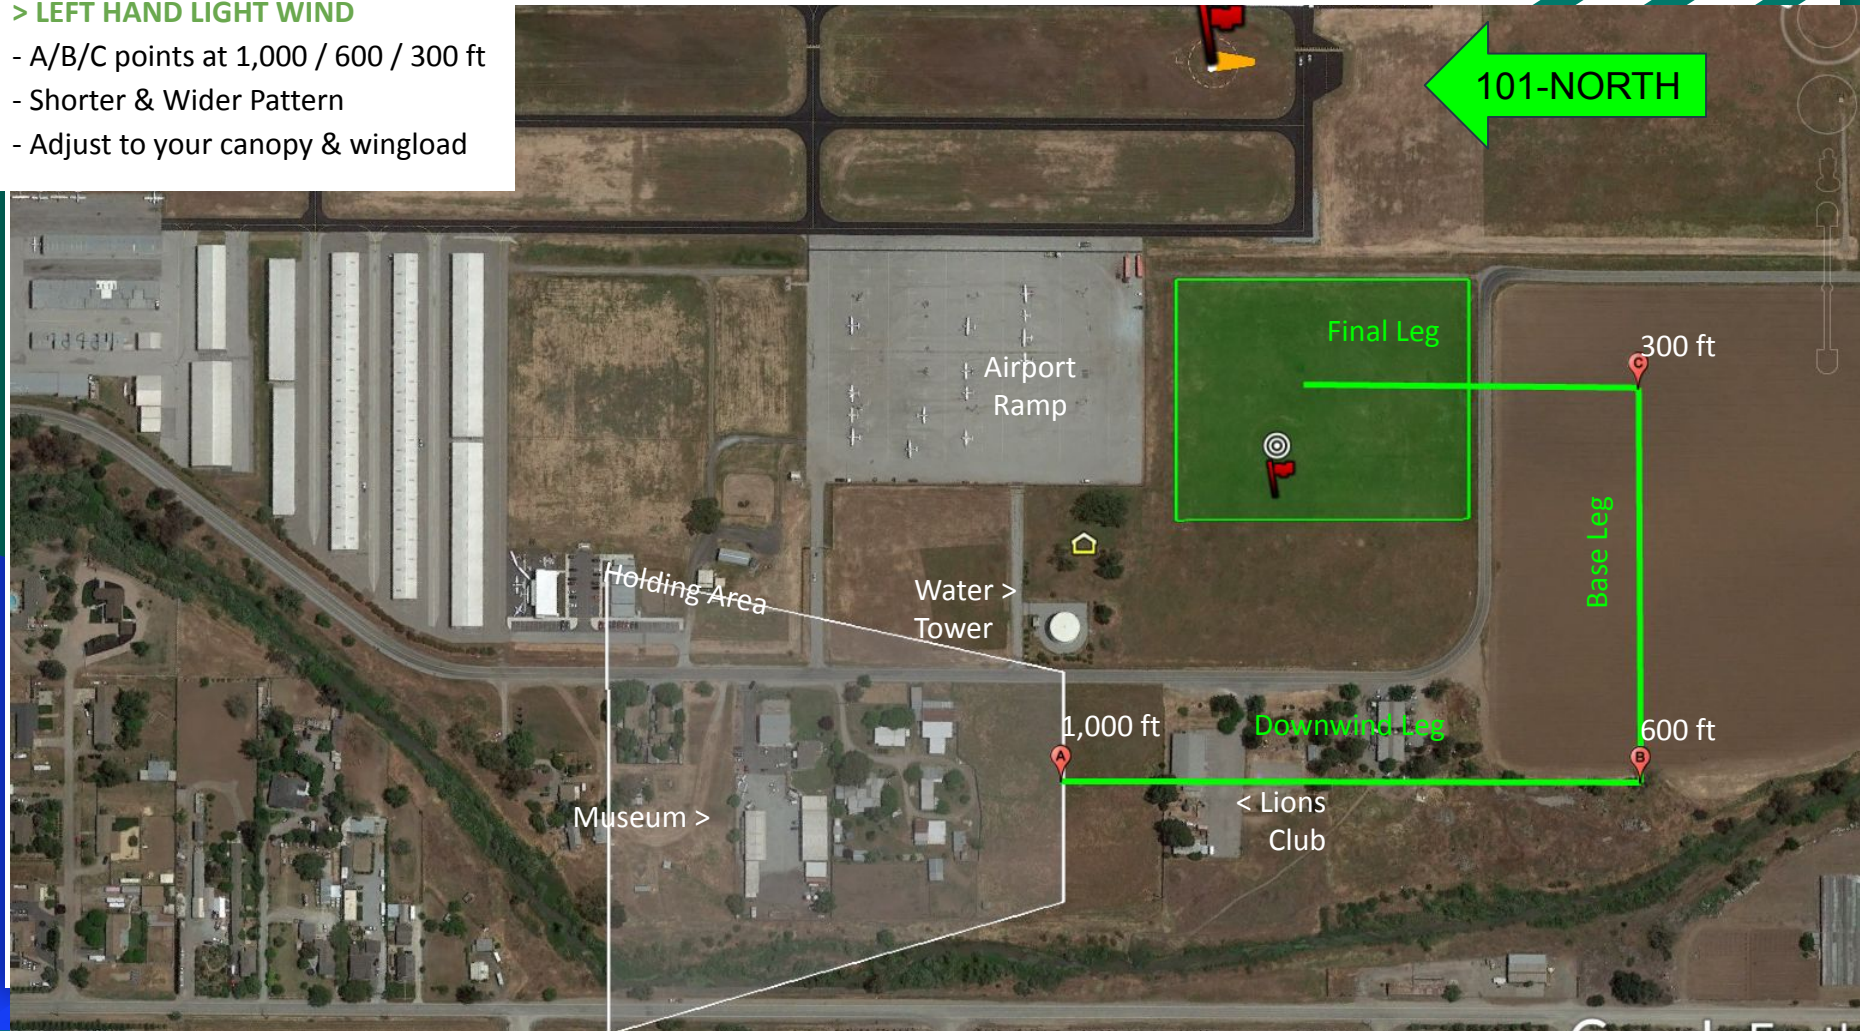 > LEFT HAND LIGHT WIND
- A/B/C points at 1,000 / 600 / 300 ft
- Shorter & Wider Pattern
- Adjust to your canopy & wingload
101-NORTH
Final Leg
300 ft
C
Airport
Ramp
Base Leg
Holding Area
Water >
Tower
1,000 ft
A
Downwind Leg
600 ft
B
Museum >
< Lions
Club